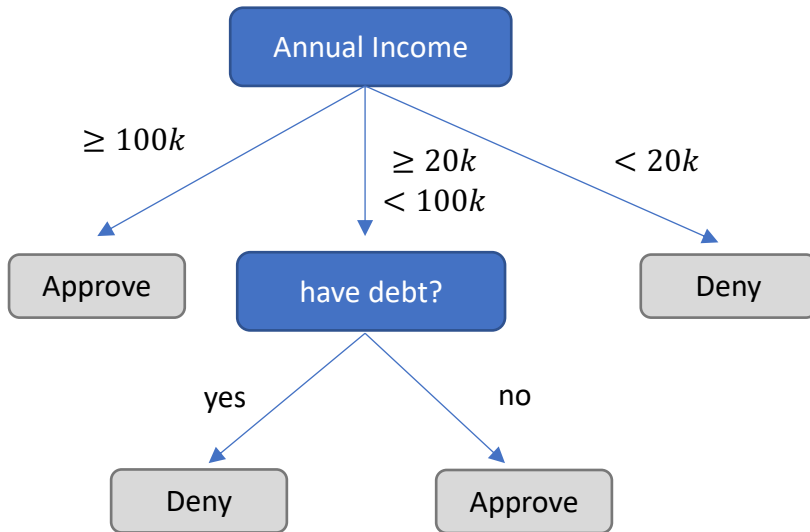 Annual Income
≥ 100k
≥ 20k
< 100k
< 20k
Approve
have debt?
Deny
yes
no
Deny
Approve